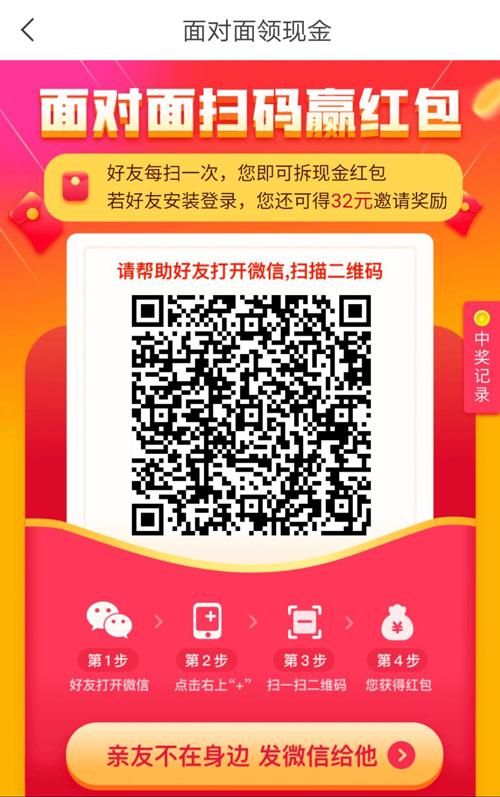 面对面领现金
面对面扫码赢红包
好友每扫一次，您即可拆现金红包
若好友安装登录，您还可得32元邀请奖励
请帮助好友打开微信,扫描二维码
中奖记录
第1步
第2步
第3步
第4步
好友打开微信
点击右上“+”
扫一扫二维码
您获得红包
亲友不在身边 发微信给他